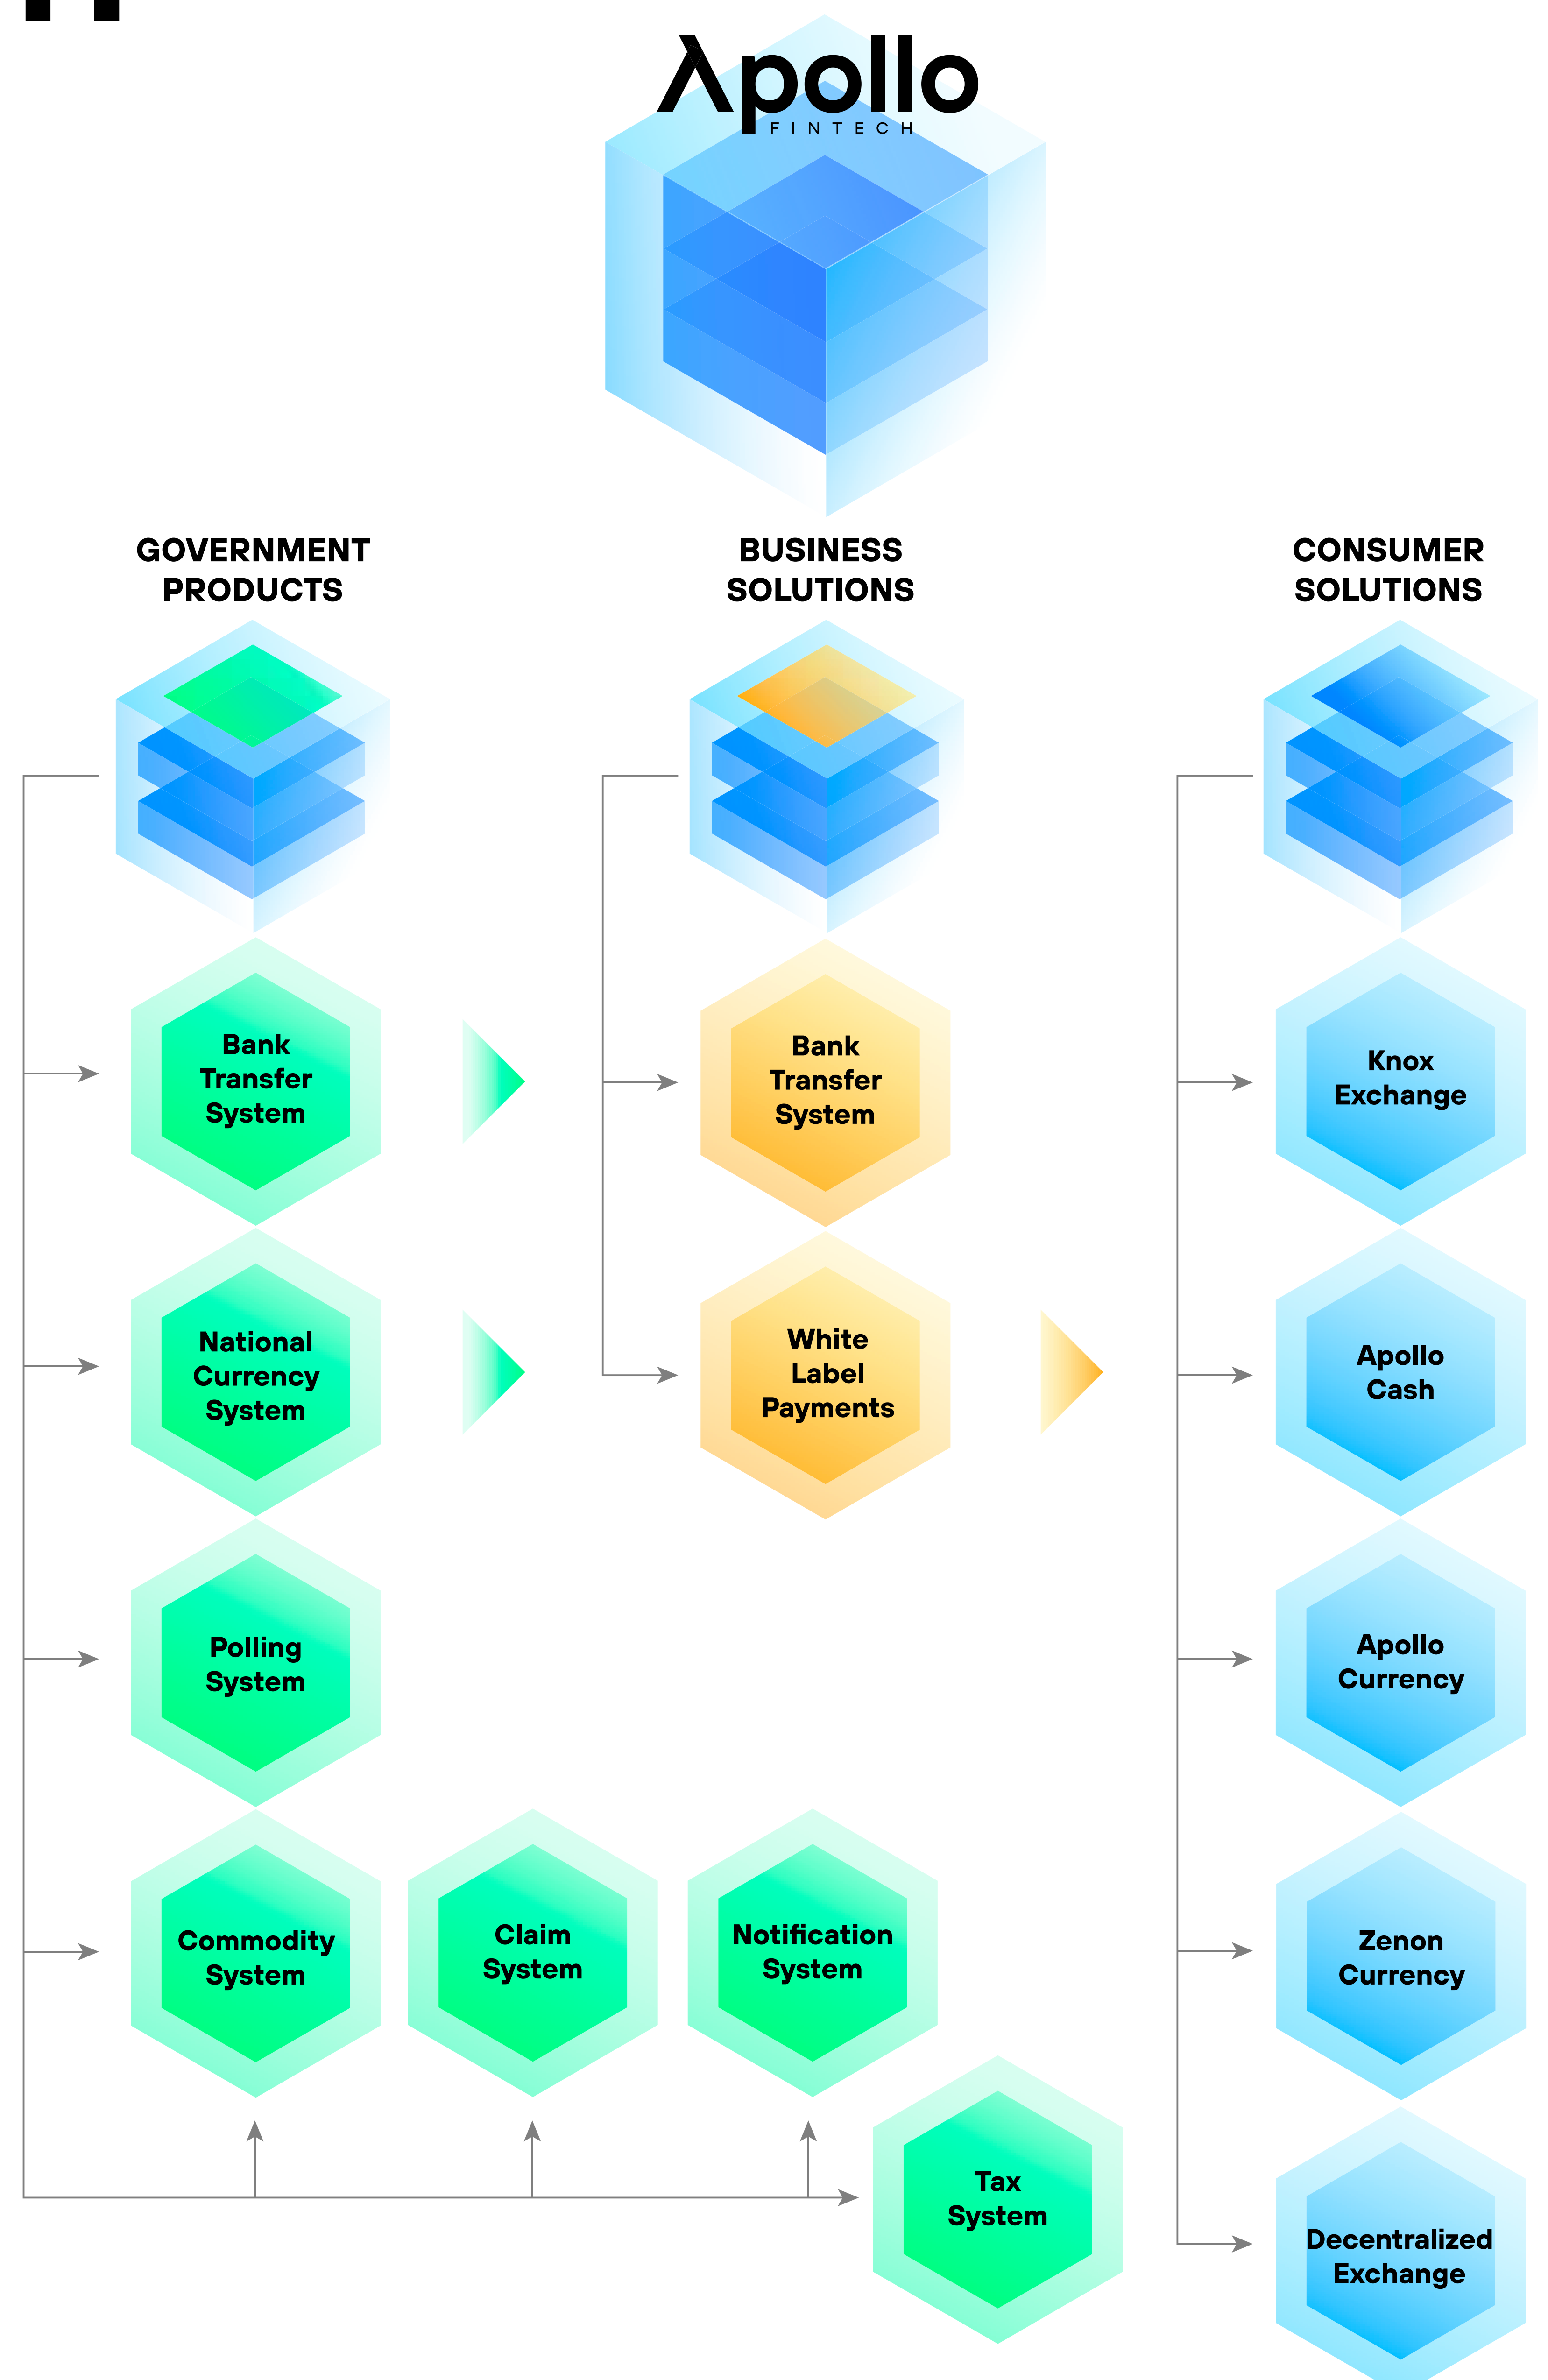 Apollo
FINTECH
GOVERNMENT
PRODUCTS
BUSINESS
SOLUTIONS
CONSUMER
SOLUTIONS
Bank
Transfer
System
National
Currency
System
Polling
System
Commodity
System
Claim
System
Notification
System
Tax
System
Bank
Transfer
System
White
Label
Payments
Knox
Exchange
Apollo
Cash
Apollo
Currency
Zenon
Currency
Decentralized
Exchange